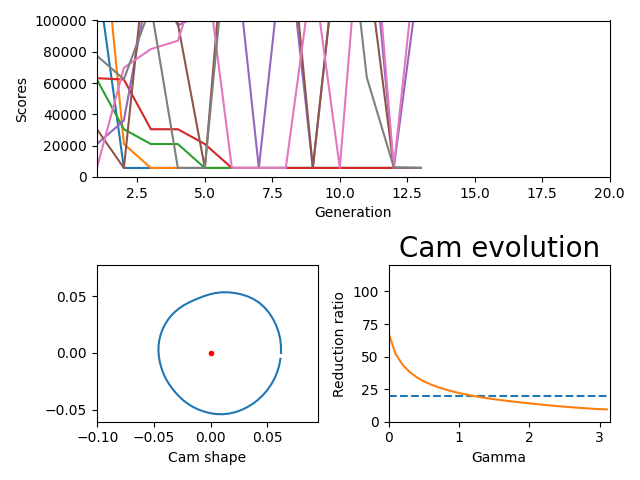 100000
80000
60000
40000
20000
0
Scores
2.5 5.0 7.5 10.0 12.5 15.0 17.5 20.0
Generation
Cam evolution
0.05
0.00
−0.05
−0.10 −0.05 0.00 0.05
Cam shape
Reduction ratio
100
75
50
25
0
0 1 2 3
Gamma